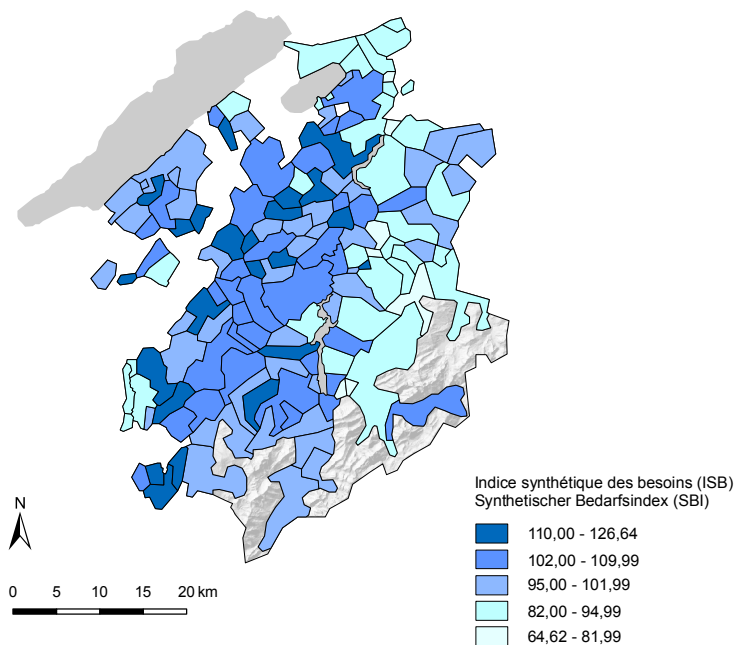 Indice synthétique des besoins (ISB)
Synthetischer Bedarfsindex (SBI)
110,00 - 126,64
102,00 - 109,99
95,00 - 101,99
82,00 - 94,99
64,62 - 81,99
N
0 5 10 15 20 km